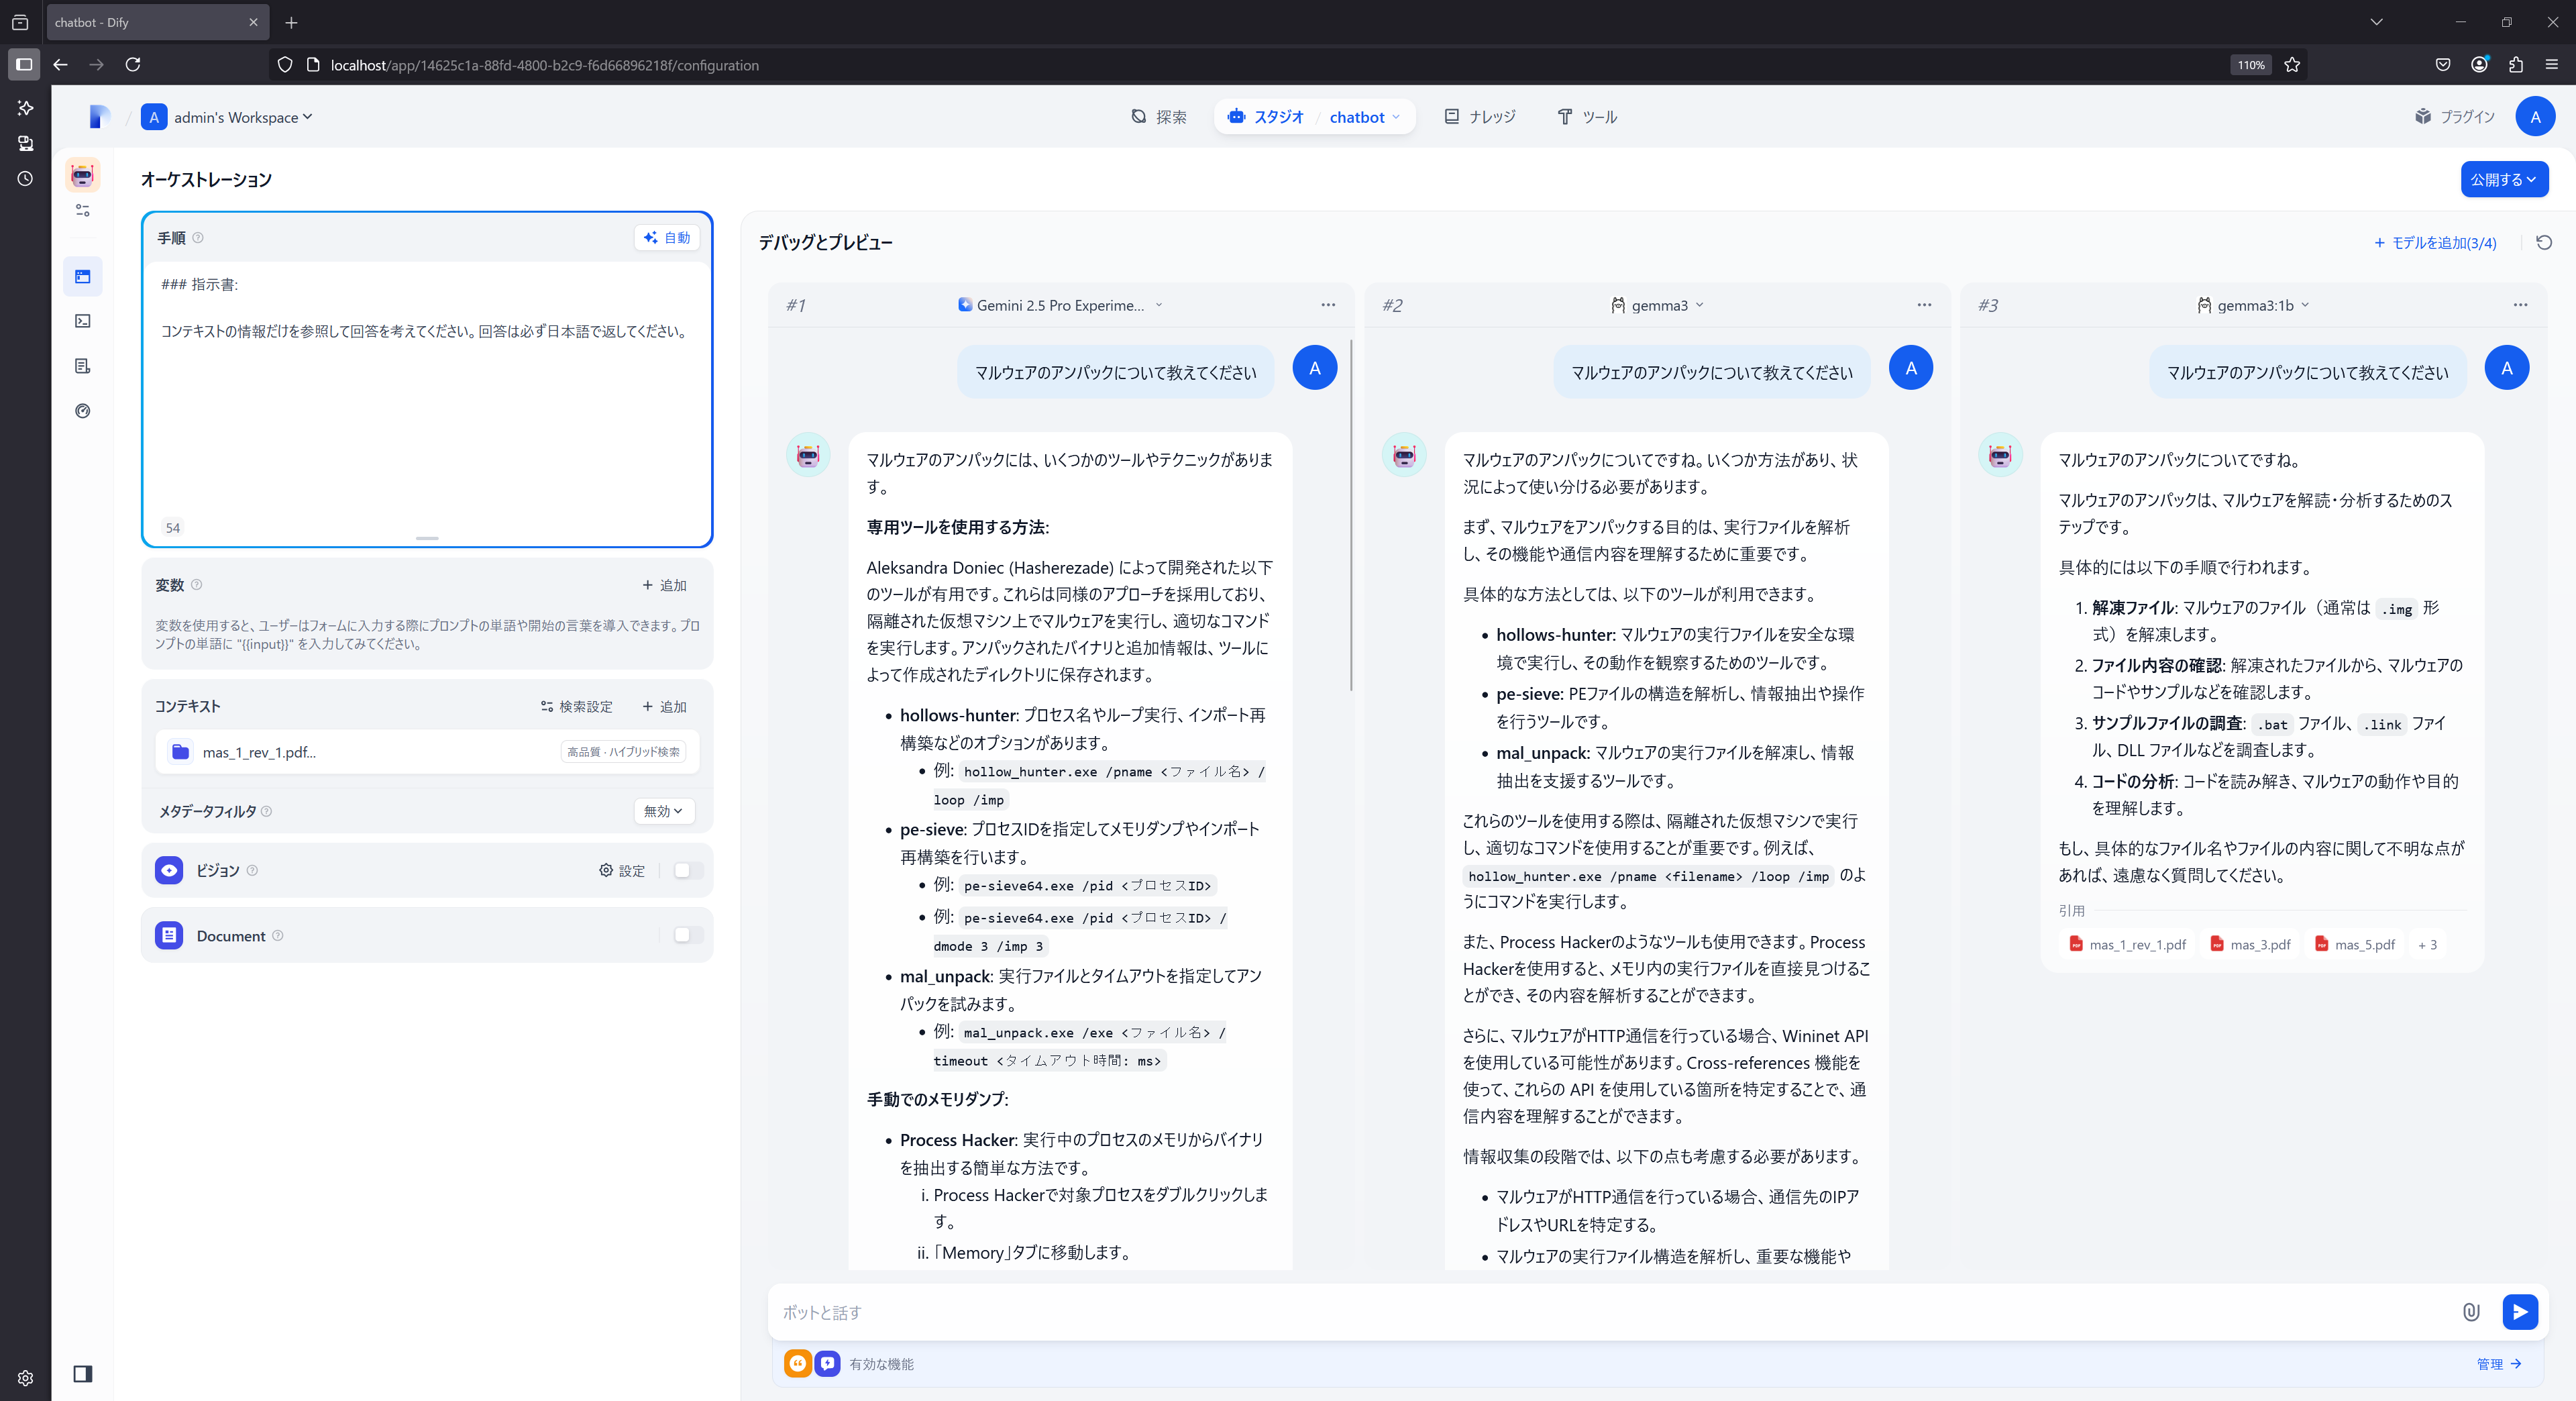 chatbot - Dify
localhost/app/14625c1a-88fd-4800-b2c9-f6d66896218f/configuration
110%
A admin's Workspace
探索
スタジオ / chatbot
ナレッジ
ツール
プラグイン
A
オーケストレーション
公開する
手順
自動
### 指示書:
コンテキストの情報だけを参照して回答を考えてください。回答は必ず日本語で返してください。
54
変数
+ 追加
変数を使用すると、ユーザーはフォームに入力する際にプロンプトの単語や開始の言葉を導入できます。プロ
ンプトの単語に "{{input}}" を入力してみてください。
コンテキスト
検索設定
+ 追加
mas_1_rev_1.pdf...
高品質・ハイブリッド検索
メタデータフィルタ
無効
ビジョン
設定
Document
デバッグとプレビュー
+ モデルを追加(3/4)
#1
Gemini 2.5 Pro Experime...
マルウェアのアンパックについて教えてください
A
マルウェアのアンパックには、いくつかのツールやテクニックがありま
す。
専用ツールを使用する方法:
Aleksandra Doniec (Hasherezade) によって開発された以下
のツールが有用です。これらは同様のアプローチを採用しており、
隔離された仮想マシン上でマルウェアを実行し、適切なコマンド
を実行します。アンパックされたバイナリと追加情報は、ツールに
よって作成されたディレクトリに保存されます。
• hollows-hunter: プロセス名やループ実行、インポート再
構築などのオプションがあります。
• 例: hollow_hunter.exe /pname <ファイル名> /
loop /imp
• pe-sieve: プロセスIDを指定してメモリダンプやインポート
再構築を行います。
• 例: pe-sieve64.exe /pid <プロセスID>
• 例: pe-sieve64.exe /pid <プロセスID> /
dmode 3 /imp 3
• mal_unpack: 実行ファイルとタイムアウトを指定してアン
パックを試みます。
• 例: mal_unpack.exe /exe <ファイル名> /
timeout <タイムアウト時間: ms>
手動でのメモリダンプ:
• Process Hacker: 実行中のプロセスのメモリからバイナリ
を抽出する簡単な方法です。
i. Process Hackerで対象プロセスをダブルクリックしま
す。
ii. 「Memory」タブに移動します。
#2
gemma3
マルウェアのアンパックについて教えてください
A
マルウェアのアンパックについてですね。いくつか方法があり、状
況によって使い分ける必要があります。
まず、マルウェアをアンパックする目的は、実行ファイルを解析
し、その機能や通信内容を理解するために重要です。
具体的な方法としては、以下のツールが利用できます。
• hollows-hunter: マルウェアの実行ファイルを安全な環
境で実行し、その動作を観察するためのツールです。
• pe-sieve: PEファイルの構造を解析し、情報抽出や操作
を行うツールです。
• mal_unpack: マルウェアの実行ファイルを解凍し、情報
抽出を支援するツールです。
これらのツールを使用する際は、隔離された仮想マシンで実行
し、適切なコマンドを使用することが重要です。例えば、
hollow_hunter.exe /pname <filename> /loop /imp のよ
うにコマンドを実行します。
また、Process Hackerのようなツールも使用できます。Process
Hackerを使用すると、メモリ内の実行ファイルを直接見つけるこ
とができ、その内容を解析することができます。
さらに、マルウェアがHTTP通信を行っている場合、Wininet API
を使用している可能性があります。Cross-references 機能を
使って、これらの API を使用している箇所を特定することで、通
信内容を理解することができます。
情報収集の段階では、以下の点も考慮する必要があります。
• マルウェアがHTTP通信を行っている場合、通信先のIPア
ドレスやURLを特定する。
• マルウェアの実行ファイル構造を解析し、重要な機能や
#3
gemma3:1b
マルウェアのアンパックについて教えてください
A
マルウェアのアンパックについてですね。
マルウェアのアンパックは、マルウェアを解読・分析するためのス
テップです。
具体的には以下の手順で行われます。
1. 解凍ファイル: マルウェアのファイル（通常は .img 形
式）を解凍します。
2. ファイル内容の確認: 解凍されたファイルから、マルウェアの
コードやサンプルなどを確認します。
3. サンプルファイルの調査: .bat ファイル、.link ファイ
ル、DLL ファイルなどを調査します。
4. コードの分析: コードを読み解き、マルウェアの動作や目的
を理解します。
もし、具体的なファイル名やファイルの内容に関して不明な点が
あれば、遠慮なく質問してください。
引用
mas_1_rev_1.pdf
mas_3.pdf
mas_5.pdf
+ 3
ボットと話す
有効な機能
管理 →